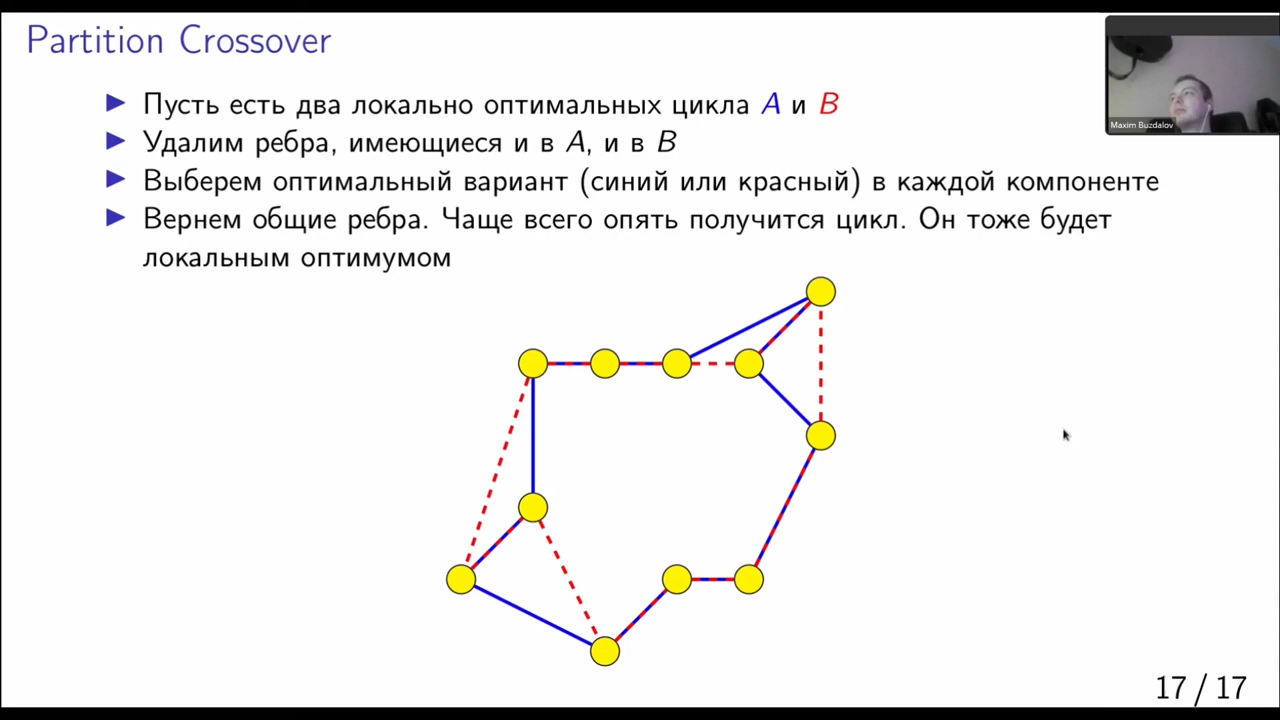 Partition Crossover
Maxim Buzdalov
Пусть есть два локально оптимальных цикла A и B
Удалим ребра, имеющиеся и в A, и в B
Выберем оптимальный вариант (синий или красный) в каждой компоненте
Вернем общие ребра. Чаще всего опять получится цикл. Он тоже будет
локальным оптимумом
17 / 17